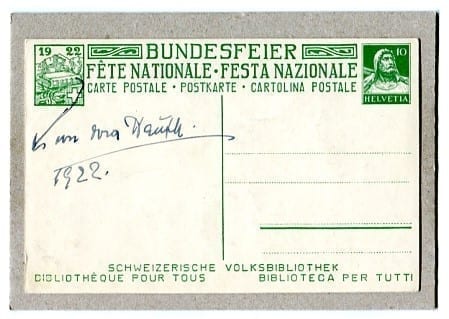 19 22 BUNDESFEIER 10
FÊTE NATIONALE • FESTA NAZIONALE
CARTE POSTALE • POSTKARTE • CARTOLINA POSTALE HELVETIA
1922.
SCHWEIZERISCHE VOLKSBIBLIOTHEK
BIBLIOTHÈQUE POUR TOUS BIBLIOTECA PER TUTTI